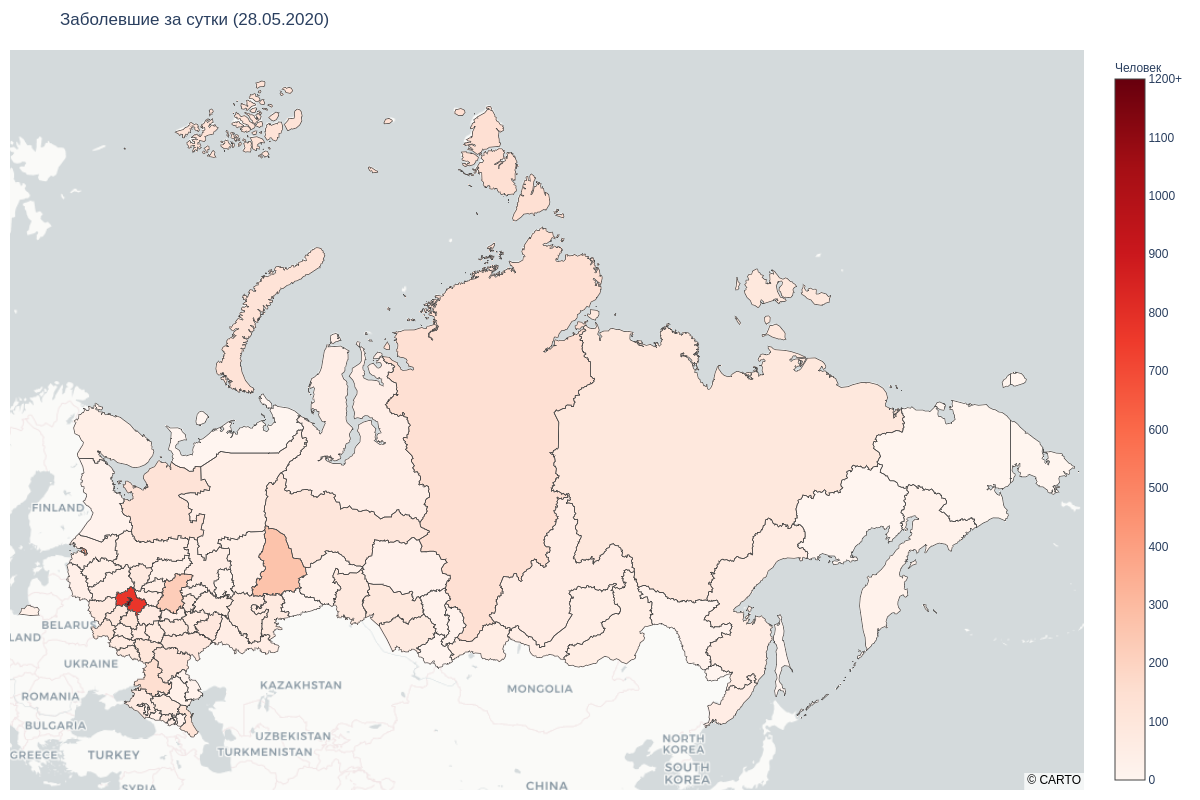 Заболевшие за сутки (28.05.2020)
Человек
1200+
1100
1000
900
800
700
600
500
400
300
200
100
0
FINLAND
BELARUS
LAND
UKRAINE
ROMANIA
BULGARIA
GREECE
TURKEY
SYRIA
KAZAKHSTAN
UZBEKISTAN
TURKMENISTAN
MONGOLIA
CHINA
NORTH
KOREA
SOUTH
KOREA
© CARTO